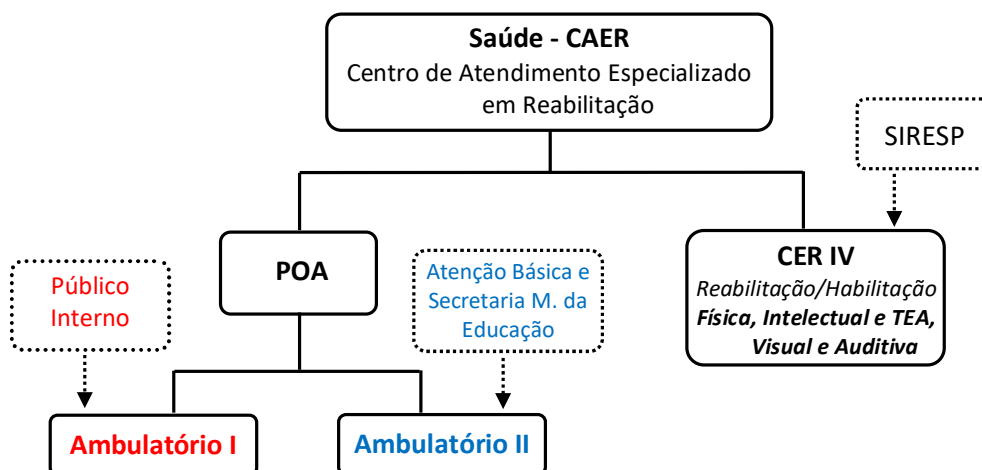 Saúde - CAER
Centro de Atendimento Especializado
em Reabilitação
SIRESP
POA
CER IV
Reabilitação/Habilitação
Física, Intelectual e TEA,
Visual e Auditiva
Público
Interno
Atenção Básica e
Secretaria M. da
Educação
Ambulatório I
Ambulatório II